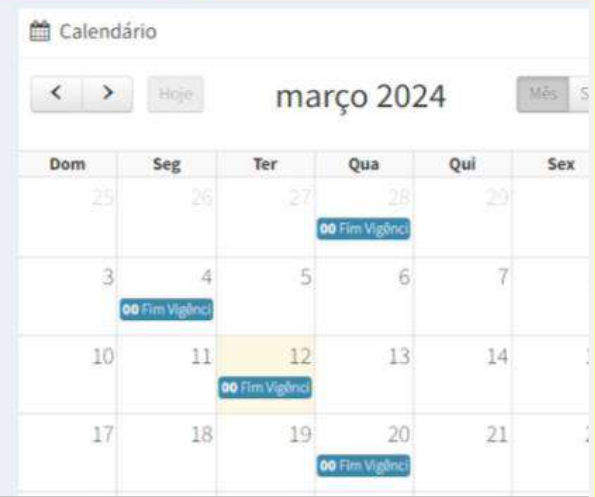 Calendário
Hoje março 2024 Mês S
Dom Seg Ter Qua Qui Sex
25 26 27 28 29
00 Fim Vigênci
3 4 5 6 7
00 Fim Vigênci
10 11 12 13 14
00 Fim Vigênci
17 18 19 20 21
00 Fim Vigênci